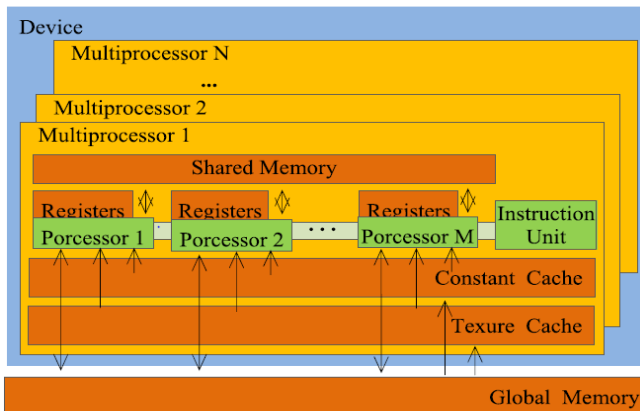 Device
Multiprocessor N
...
Multiprocessor 2
Multiprocessor 1
Shared Memory
Registers Registers Registers
Porcessor 1 Porcessor 2 ... Porcessor M Instruction Unit
Constant Cache
Texure Cache
Global Memory